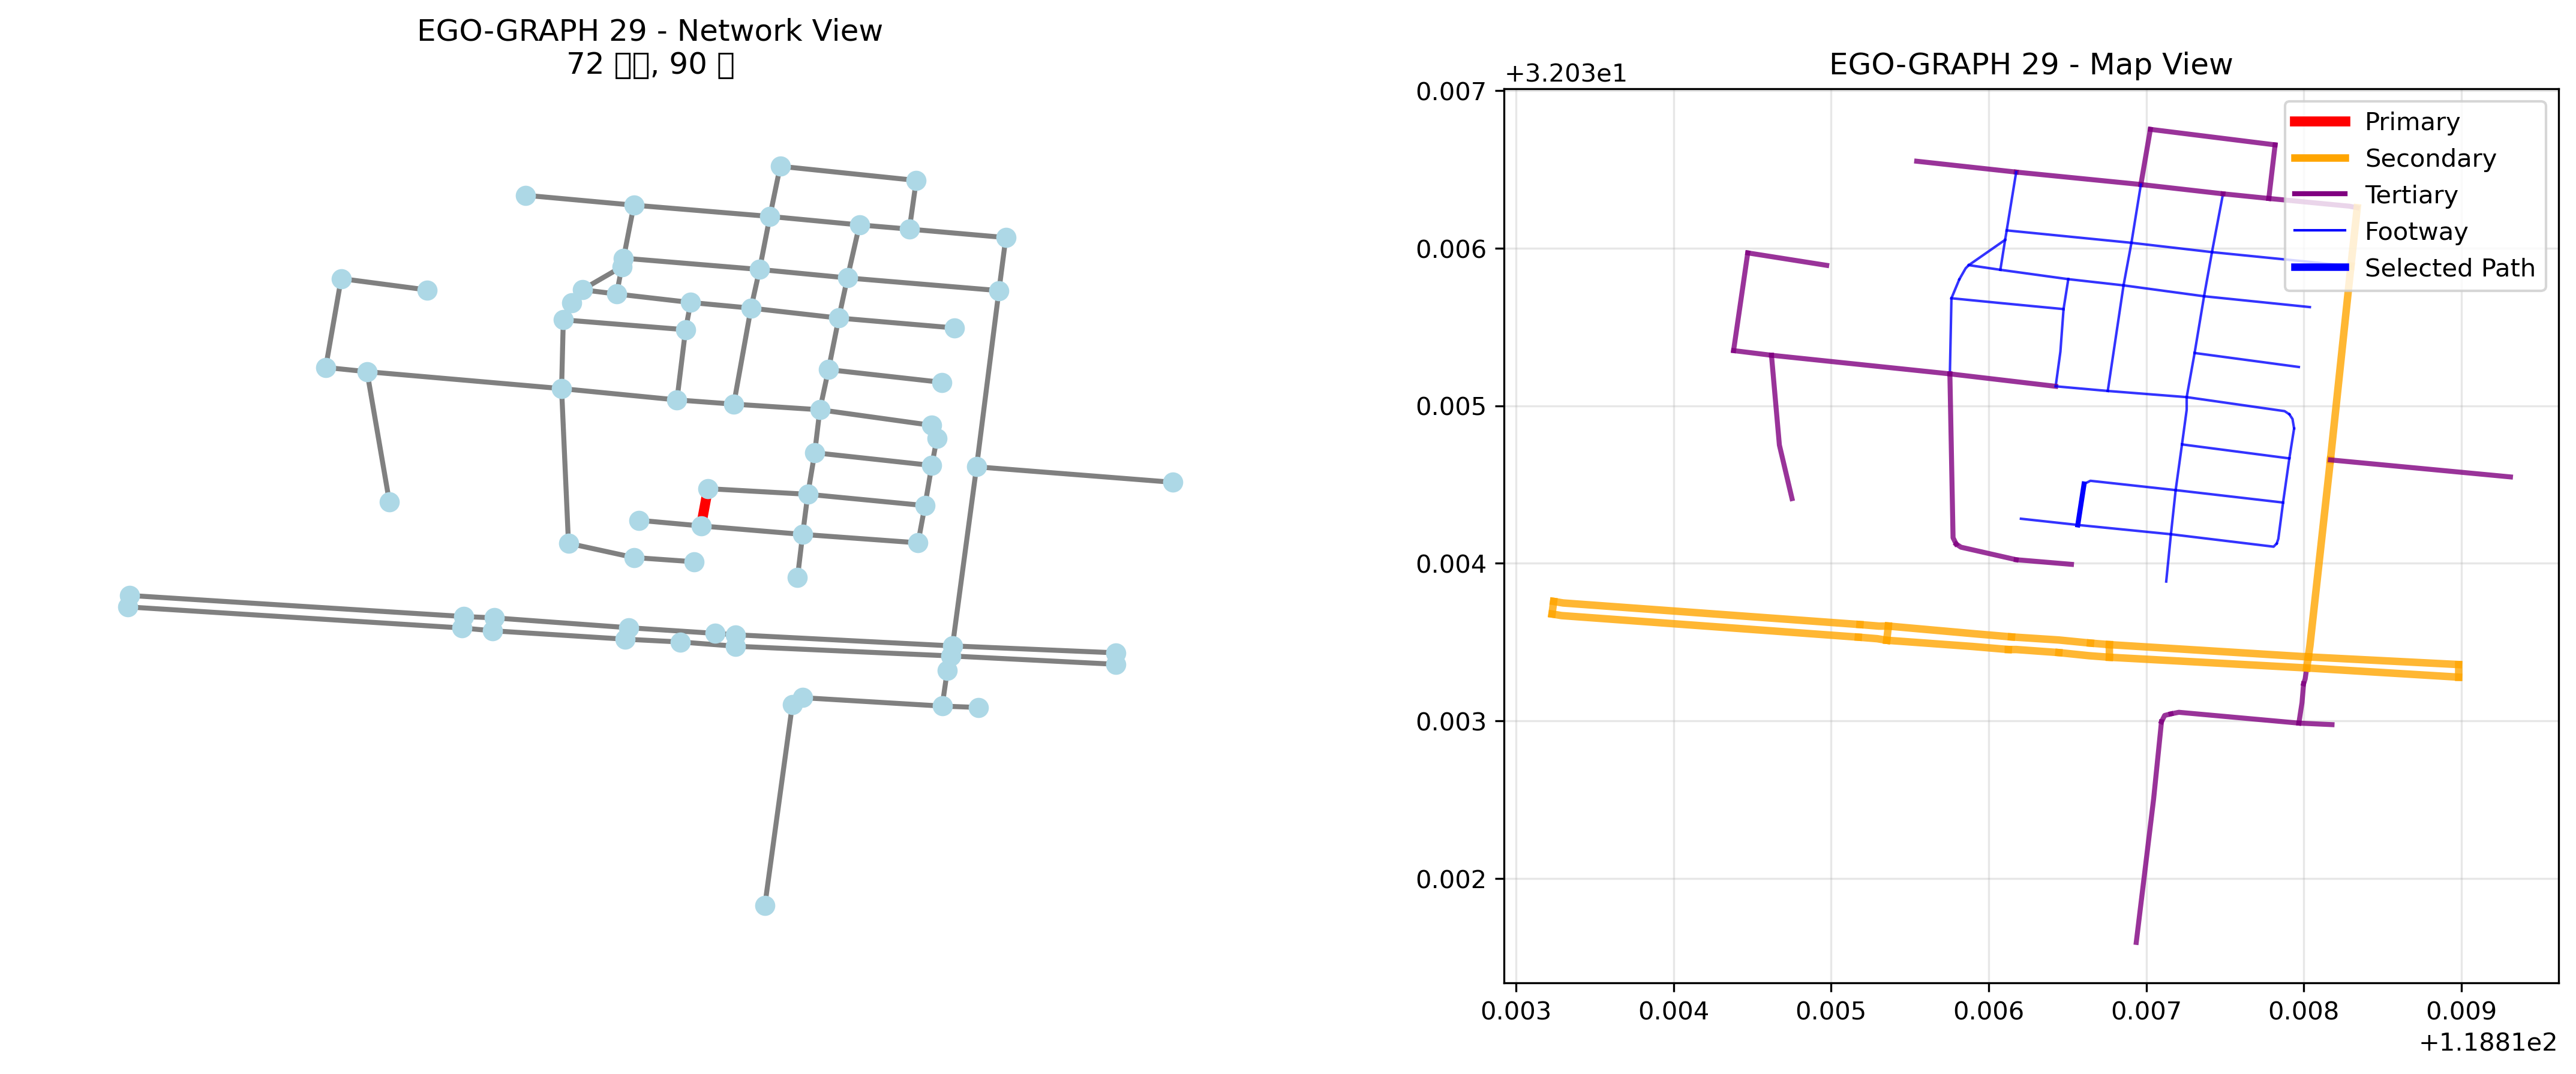 EGO-GRAPH 29 - Network View
72 , 90
EGO-GRAPH 29 - Map View
+3.203e1
0.007
0.006
0.005
0.004
0.003
0.002
Primary
Secondary
Tertiary
Footway
Selected Path
0.003 0.004 0.005 0.006 0.007 0.008 0.009
+1.1881e2